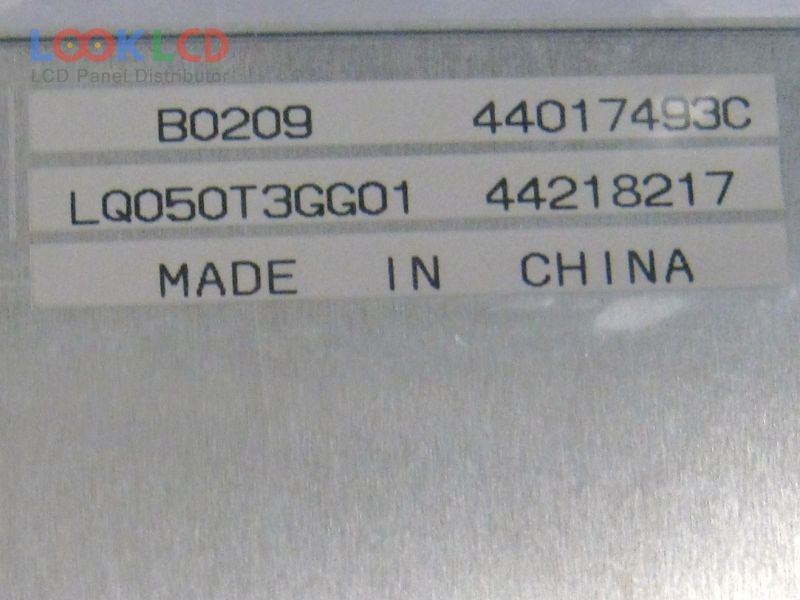 LOOKLCD
LCD Panel Distributor
B0209 44017493C
LQ050T3GG01 44218217
MADE IN CHINA